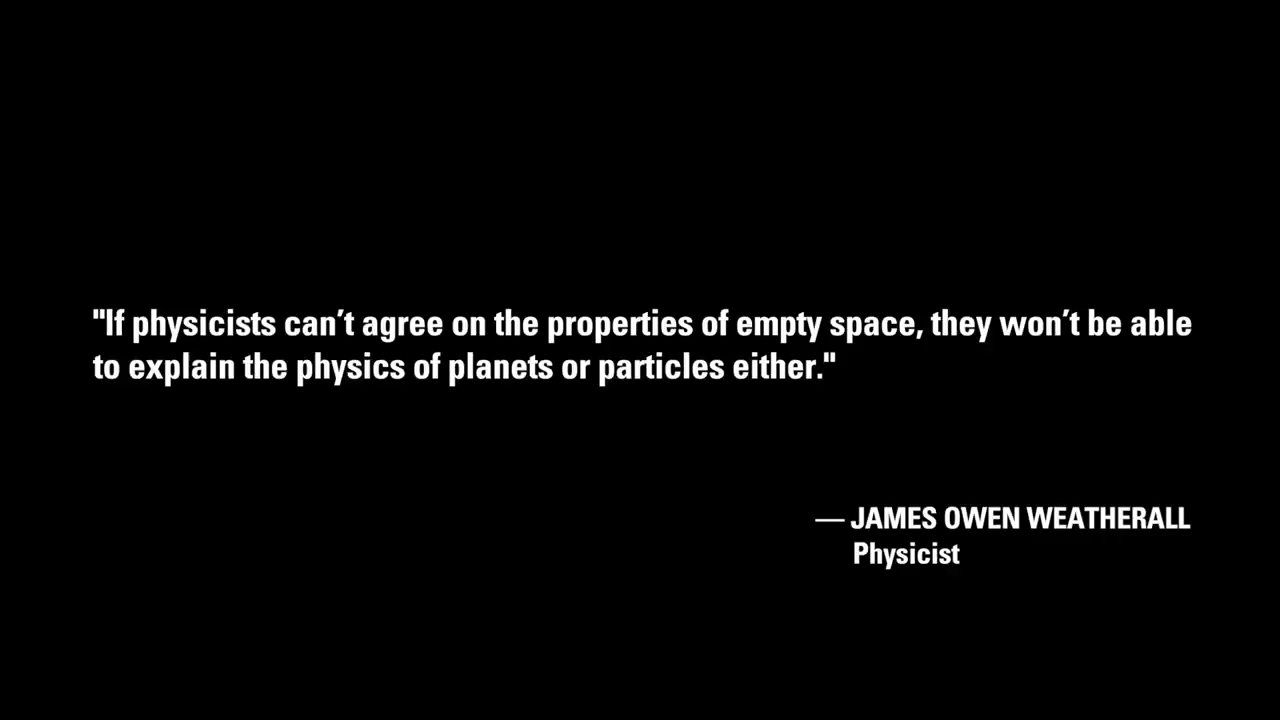 "If physicists can’t agree on the properties of empty space, they won’t be able
to explain the physics of planets or particles either."
— JAMES OWEN WEATHERALL
Physicist